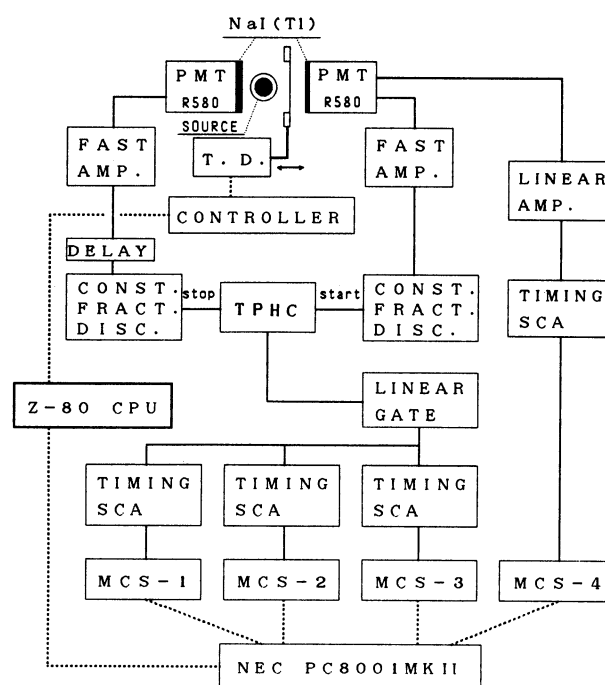 NaI(Tl)
PMT
R580
PMT
R580
SOURCE
FAST
AMP.
T. D.
FAST
AMP.
LINEAR
AMP.
CONTROLLER
DELAY
CONST.
FRACT.
DISC.
stop
TPHC
start
CONST.
FRACT.
DISC.
TIMING
SCA
Z-80 CPU
LINEAR
GATE
TIMING
SCA
TIMING
SCA
TIMING
SCA
MCS-1
MCS-2
MCS-3
MCS-4
NEC PC8001MKII